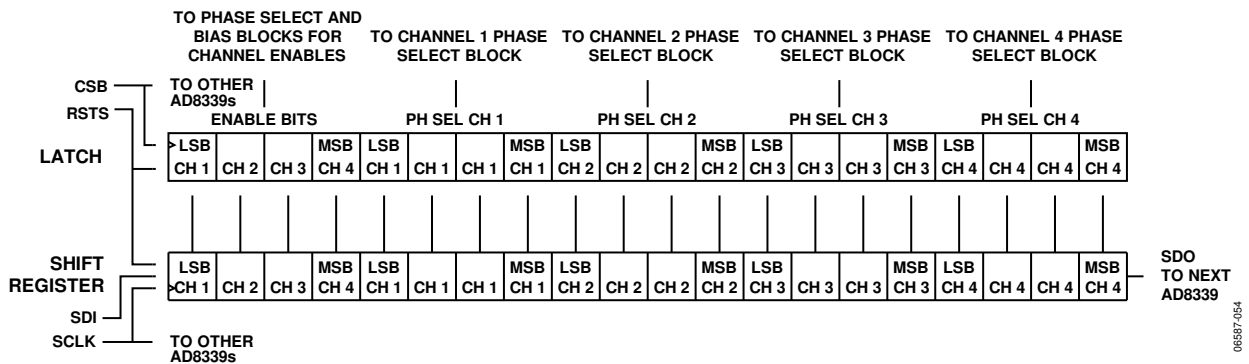 TO PHASE SELECT AND
BIAS BLOCKS FOR
CHANNEL ENABLES
TO CHANNEL 1 PHASE
SELECT BLOCK
TO CHANNEL 2 PHASE
SELECT BLOCK
TO CHANNEL 3 PHASE
SELECT BLOCK
TO CHANNEL 4 PHASE
SELECT BLOCK
CSB
TO OTHER
AD8339s
RSTS
ENABLE BITS
PH SEL CH 1
PH SEL CH 2
PH SEL CH 3
PH SEL CH 4
LATCH
LSB MSB LSB MSB LSB MSB LSB MSB LSB MSB
CH 1 CH 2 CH 3 CH 4 CH 1 CH 1 CH 1 CH 1 CH 2 CH 2 CH 2 CH 2 CH 3 CH 3 CH 3 CH 3 CH 4 CH 4 CH 4 CH 4
SHIFT
REGISTER
LSB MSB LSB MSB LSB MSB LSB MSB LSB MSB
CH 1 CH 2 CH 3 CH 4 CH 1 CH 1 CH 1 CH 1 CH 2 CH 2 CH 2 CH 2 CH 3 CH 3 CH 3 CH 3 CH 4 CH 4 CH 4 CH 4
SDO
TO NEXT
AD8339
SDI
SCLK
TO OTHER
AD8339s
06587-054